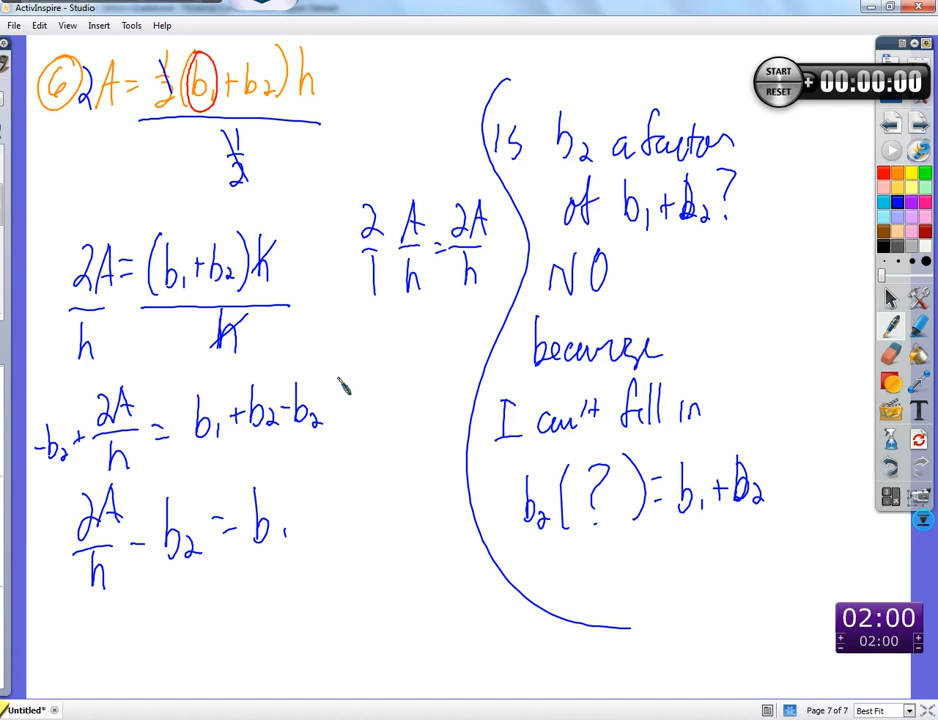 ActivInspire - Studio
File Edit View Insert Tools Help
START
RESET
00:00:00
⑥ 2A = 1/2 (b₁ + b₂) h
1/2
2A = (b₁ + b₂) h
h h
2/1 A/h = 2A/h
-b₂ + 2A/h = b₁ + b₂ - b₂
2A/h - b₂ = b₁
Is b₂ a factor
of b₁ + b₂?
NO
because
I can't fill in
b₂ ( ? ) = b₁ + b₂
02:00
02:00
Untitled*
Page 7 of 7
Best Fit